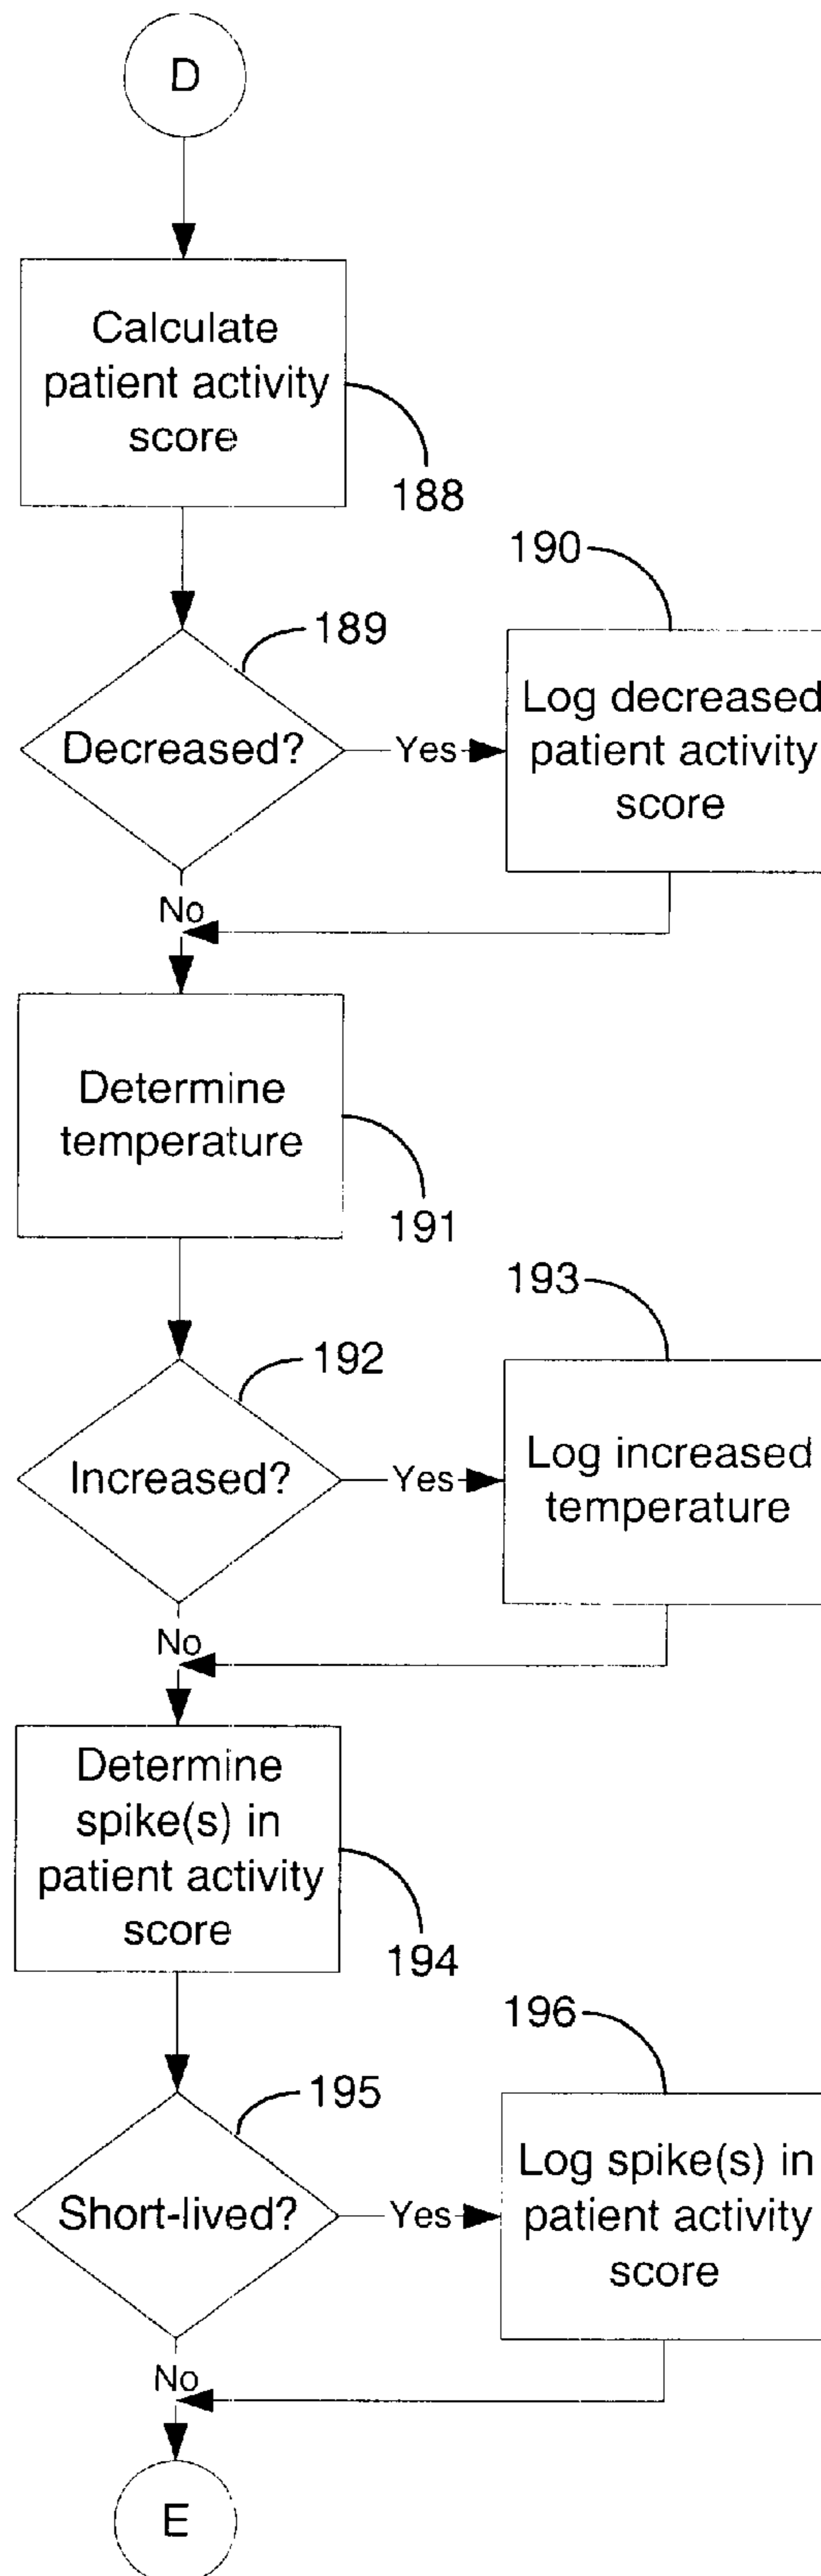 D
Calculate
patient activity
score
188
189
190
Decreased?
Yes
Log decreased
patient activity
score
No
Determine
temperature
191
192
193
Increased?
Yes
Log increased
temperature
No
Determine
spike(s) in
patient activity
score
194
195
196
Short-lived?
Yes
Log spike(s) in
patient activity
score
No
E